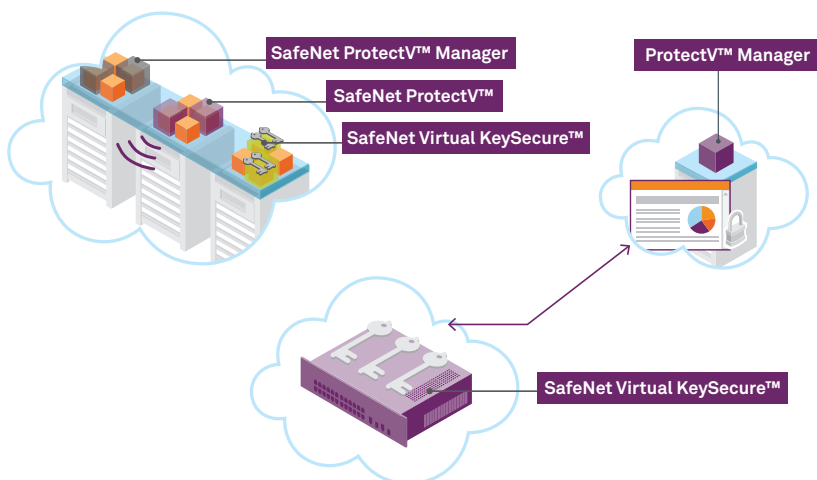 SafeNet ProtectV™ Manager
SafeNet ProtectV™
SafeNet Virtual KeySecure™
ProtectV™ Manager
SafeNet Virtual KeySecure™